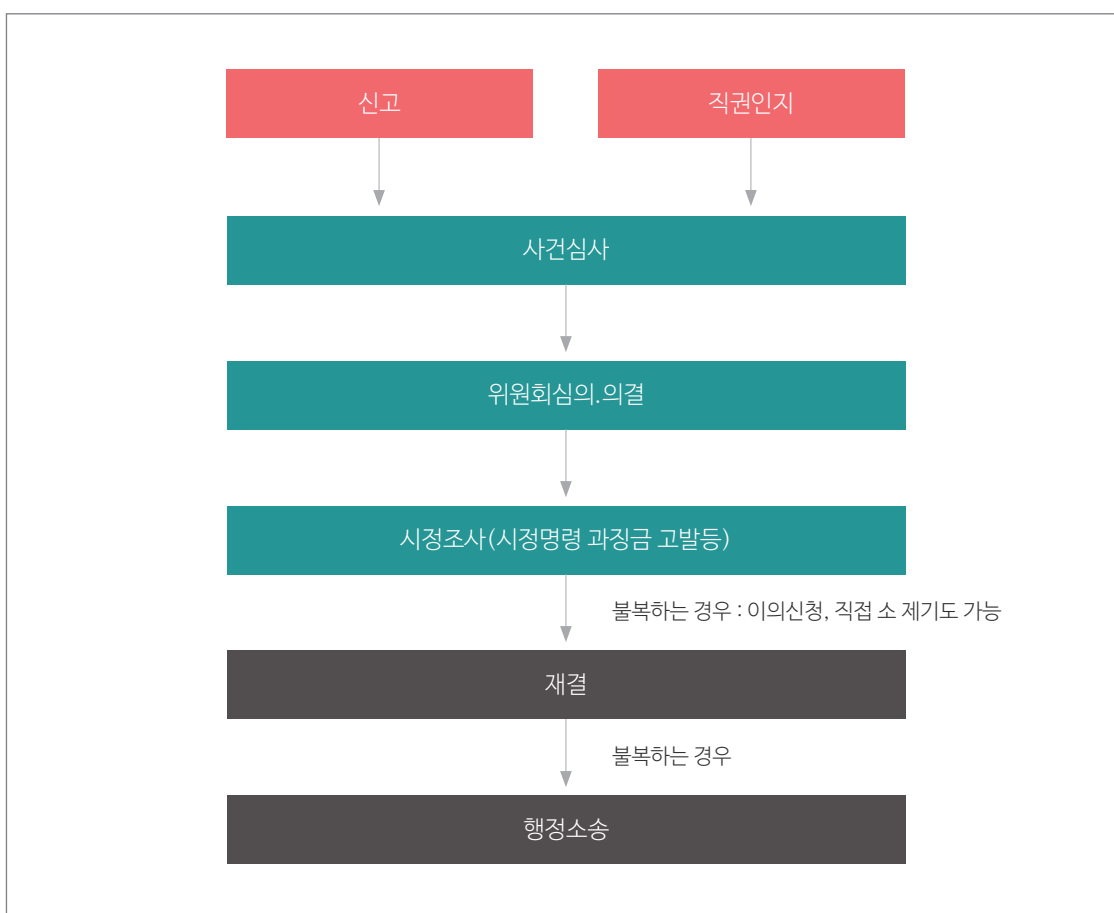 신고
직권인지
사건심사
위원회심의.의결
시정조사(시정명령 과징금 고발등)
불복하는 경우 : 이의신청, 직접 소 제기도 가능
재결
불복하는 경우
행정소송